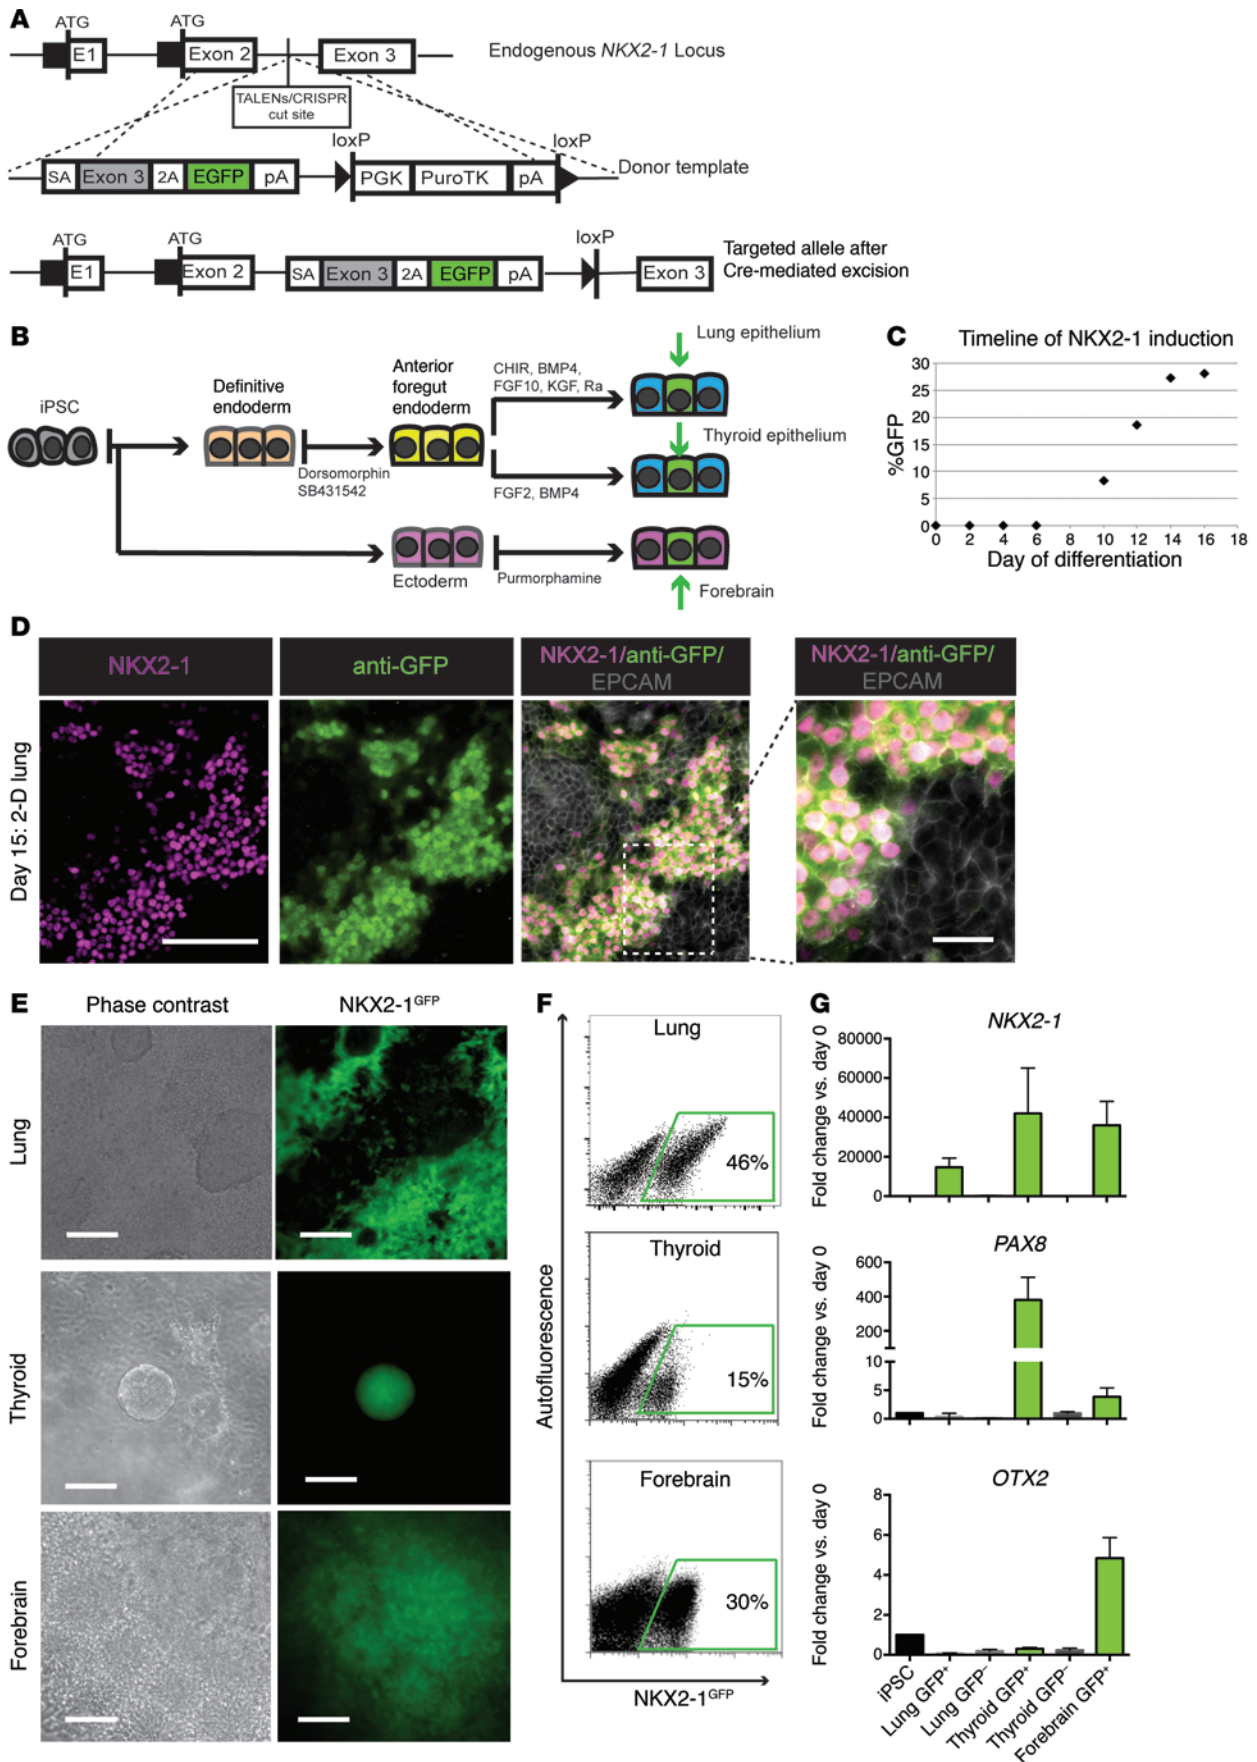 A
ATG
ATG
E1
Exon 2
Exon 3
Endogenous NKX2-1 Locus
TALENs/CRISPR
cut site
loxP
loxP
SA
Exon 3
2A
EGFP
pA
PGK
PuroTK
pA
Donor template
ATG
ATG
loxP
E1
Exon 2
SA
Exon 3
2A
EGFP
pA
Exon 3
Targeted allele after
Cre-mediated excision
B
iPSC
Definitive
endoderm
Dorsomorphin
SB431542
Anterior
foregut
endoderm
CHIR, BMP4,
FGF10, KGF, Ra
FGF2, BMP4
Lung epithelium
Thyroid epithelium
Ectoderm
Purmorphamine
Forebrain
C
Timeline of NKX2-1 induction
%GFP
30
25
20
15
10
5
0
0 2 4 6 8 10 12 14 16 18
Day of differentiation
D
NKX2-1
anti-GFP
NKX2-1/anti-GFP/
EPCAM
NKX2-1/anti-GFP/
EPCAM
Day 15: 2-D lung
E
Phase contrast
NKX2-1GFP
Lung
Thyroid
Forebrain
F
Lung
46%
Thyroid
15%
Forebrain
30%
Autofluorescence
NKX2-1GFP
G
NKX2-1
Fold change vs. day 0
80000
60000
40000
20000
0
PAX8
Fold change vs. day 0
600
400
200
10
5
0
OTX2
Fold change vs. day 0
8
6
4
2
0
iPSC
Lung GFP+
Lung GFP-
Thyroid GFP+
Thyroid GFP-
Forebrain GFP+